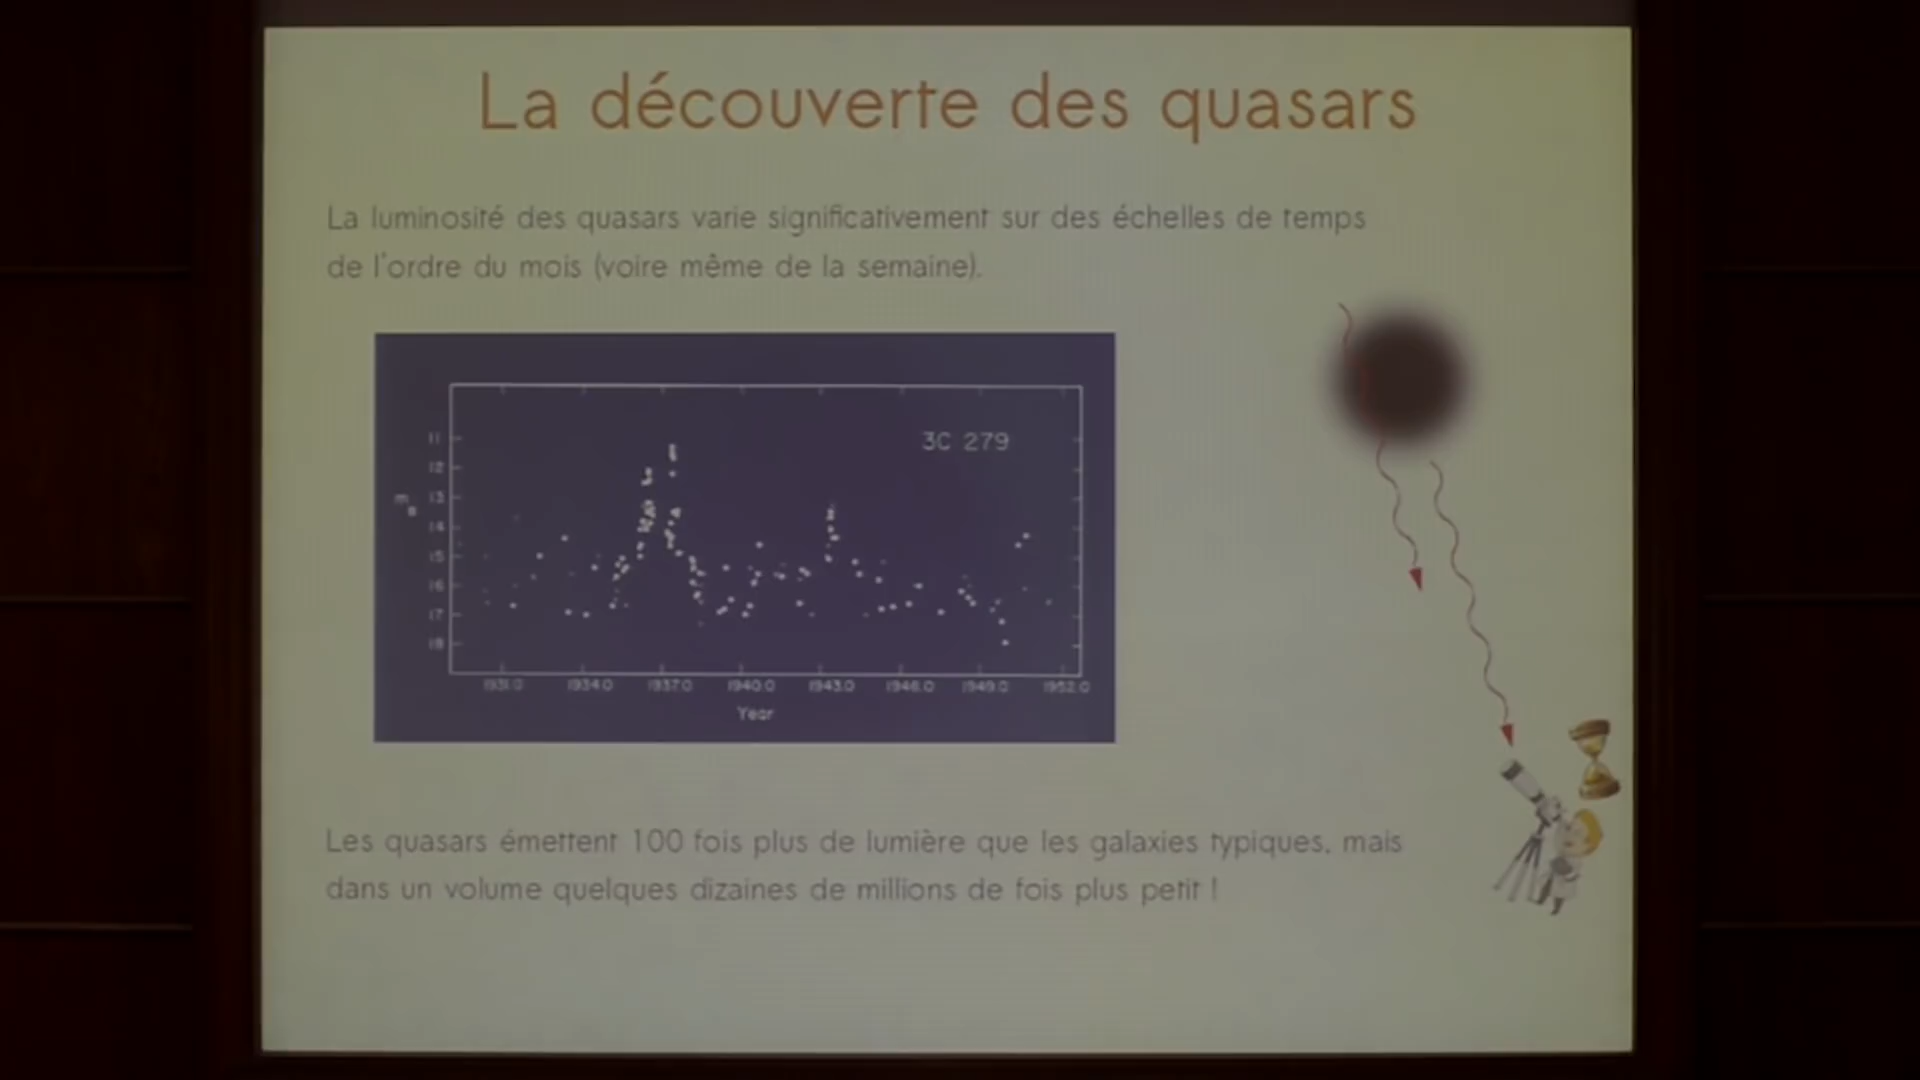 La découverte des quasars
La luminosité des quasars varie significativement sur des échelles de temps
de l'ordre du mois (voire même de la semaine).
3C 279
11
12
13
m
B
14
15
16
17
18
1931.0 1934.0 1937.0 1940.0 1943.0 1946.0 1949.0 1952.0
Year
Les quasars émettent 100 fois plus de lumière que les galaxies typiques, mais
dans un volume quelques dizaines de millions de fois plus petit !